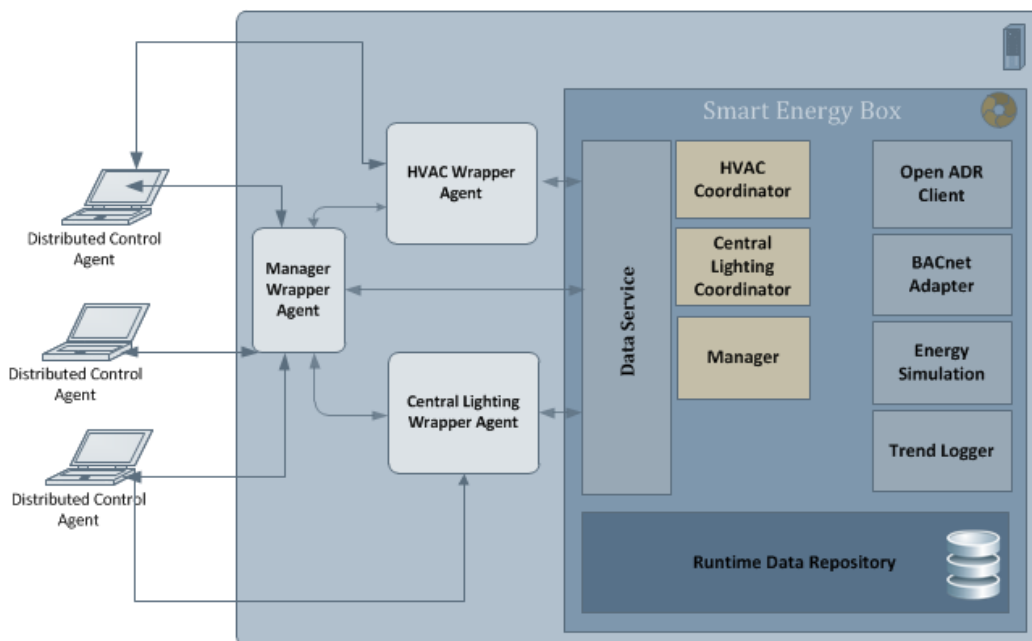 Smart Energy Box
HVAC Wrapper
Agent
HVAC
Coordinator
Open ADR
Client
Distributed Control
Agent
Manager
Wrapper
Agent
Central
Lighting
Coordinator
BACnet
Adapter
Data Service
Distributed Control
Agent
Manager
Energy
Simulation
Central Lighting
Wrapper Agent
Trend Logger
Distributed Control
Agent
Runtime Data Repository